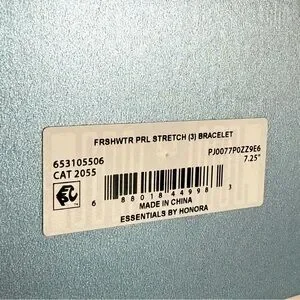 FRSHWTR PRL STRETCH (3) BRACELET
653105506 PJ0077P0ZZ9E6
CAT 2055 7.25"
6 88018 44998 3
MADE IN CHINA
ESSENTIALS BY HONORA